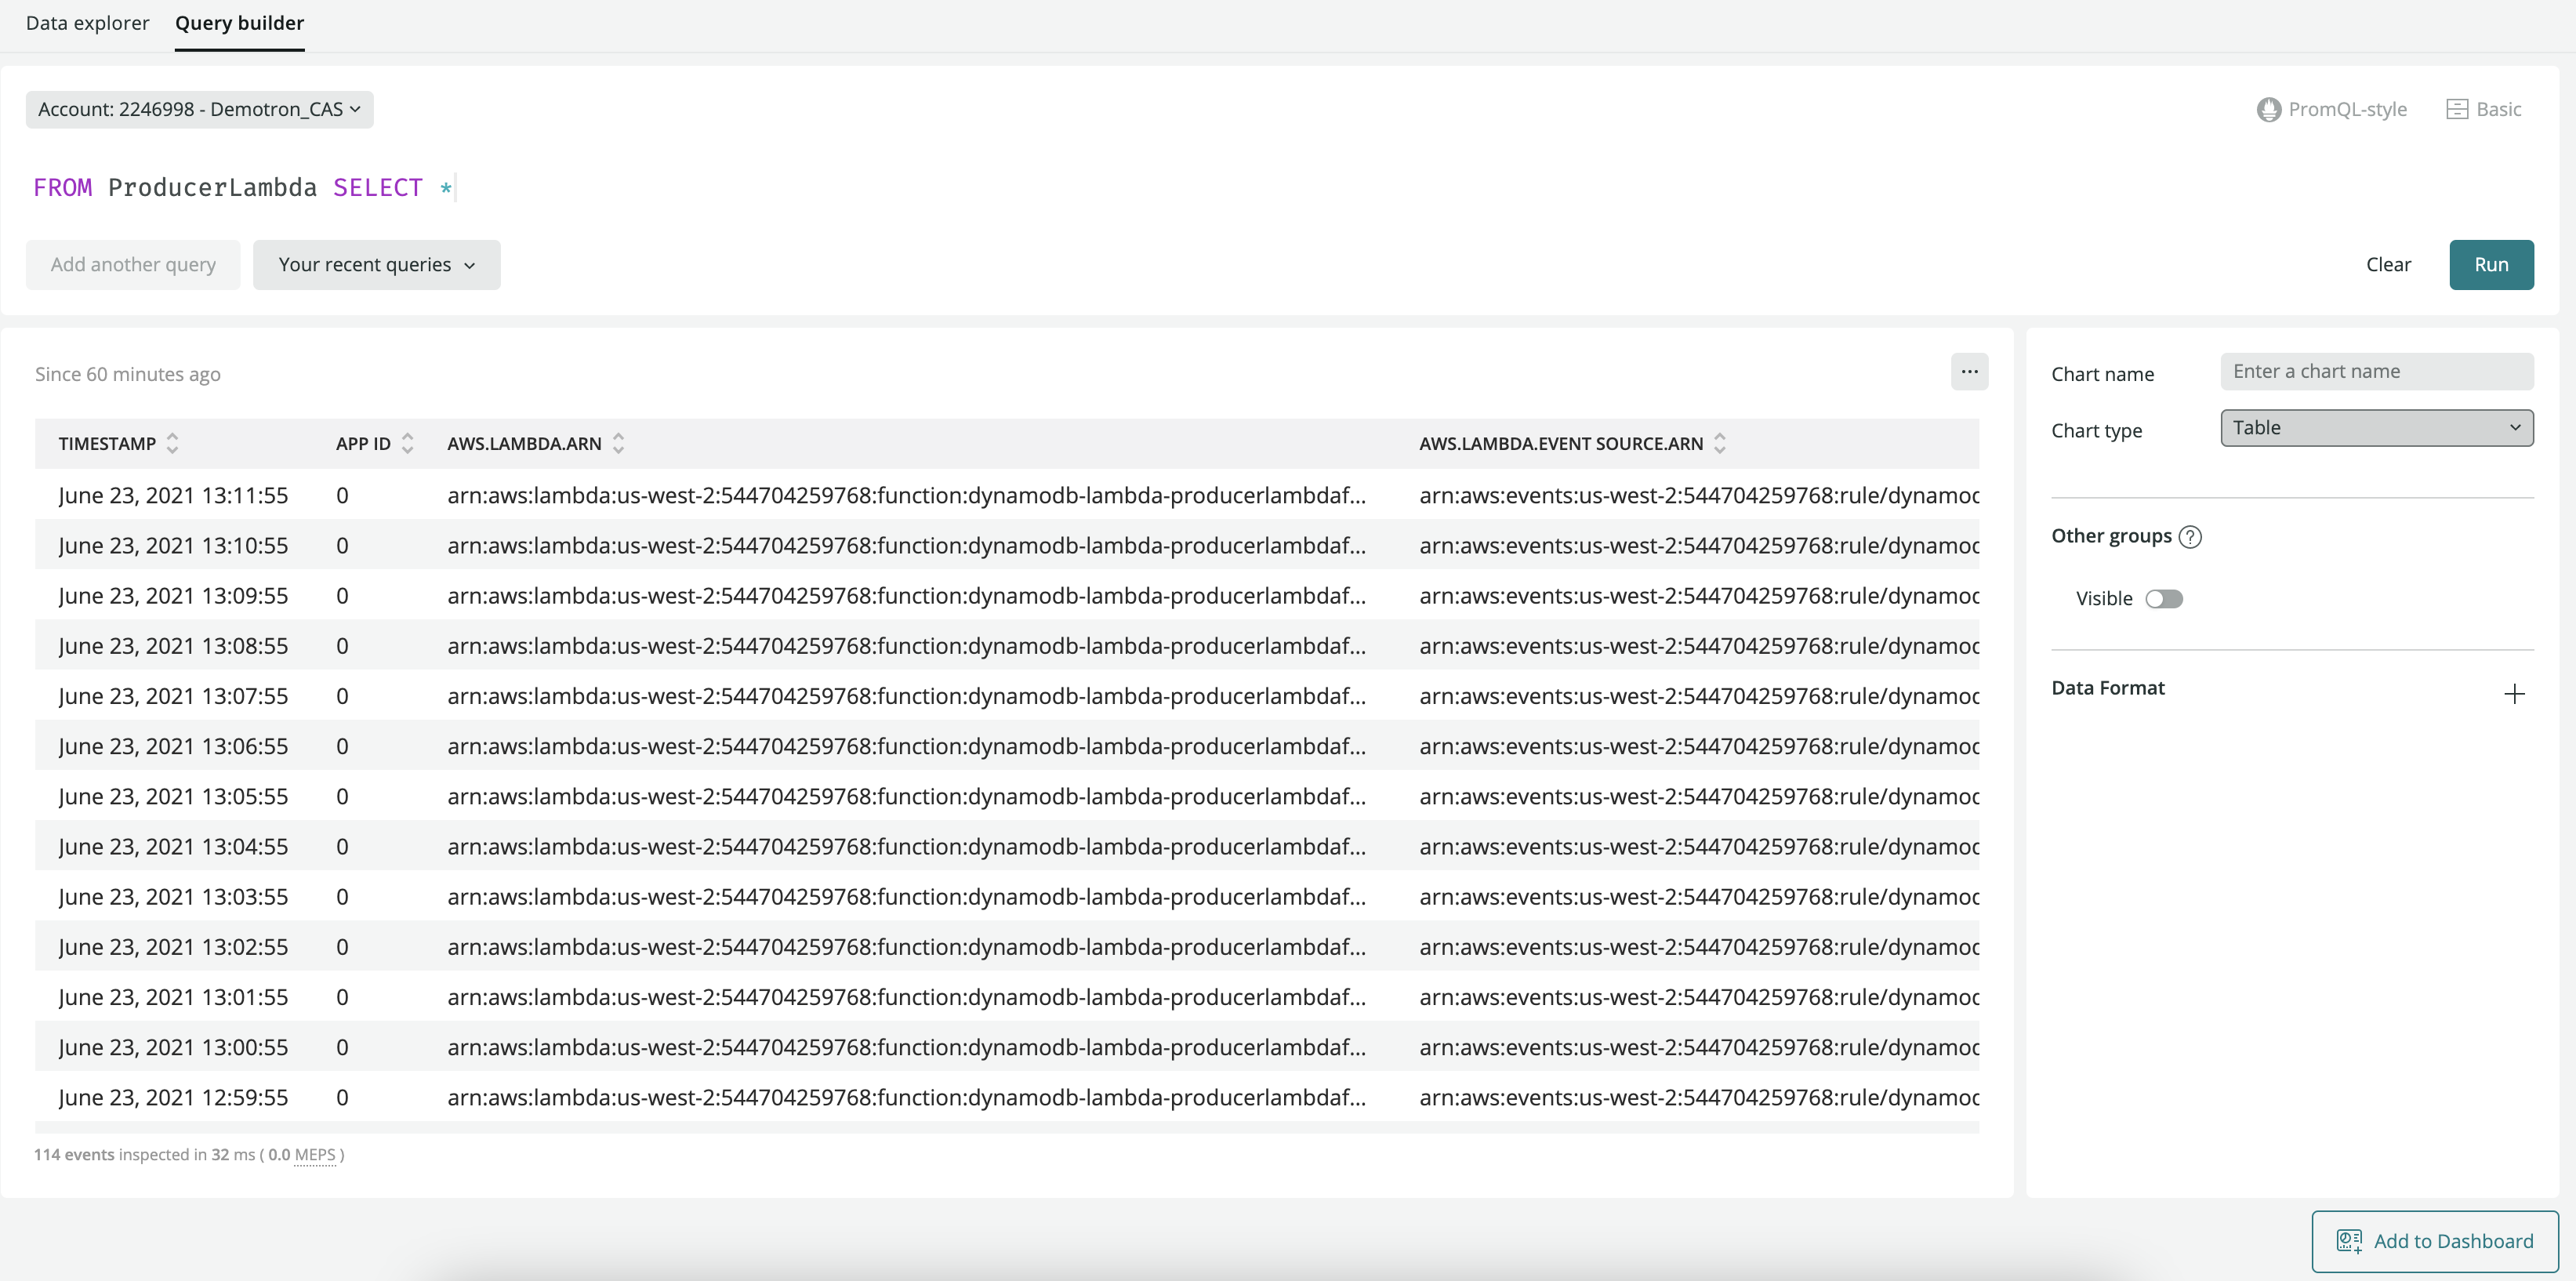 Data explorer Query builder
Account: 2246998 - Demotron_CAS
PromQL-style Basic
FROM ProducerLambda SELECT *
Add another query Your recent queries Clear Run
Since 60 minutes ago
...
TIMESTAMP APP ID AWS.LAMBDA.ARN AWS.LAMBDA.EVENT SOURCE.ARN
June 23, 2021 13:11:55 0 arn:aws:lambda:us-west-2:544704259768:function:dynamodb-lambda-producerlambdaf... arn:aws:events:us-west-2:544704259768:rule/dynamoc
June 23, 2021 13:10:55 0 arn:aws:lambda:us-west-2:544704259768:function:dynamodb-lambda-producerlambdaf... arn:aws:events:us-west-2:544704259768:rule/dynamoc
June 23, 2021 13:09:55 0 arn:aws:lambda:us-west-2:544704259768:function:dynamodb-lambda-producerlambdaf... arn:aws:events:us-west-2:544704259768:rule/dynamoc
June 23, 2021 13:08:55 0 arn:aws:lambda:us-west-2:544704259768:function:dynamodb-lambda-producerlambdaf... arn:aws:events:us-west-2:544704259768:rule/dynamoc
June 23, 2021 13:07:55 0 arn:aws:lambda:us-west-2:544704259768:function:dynamodb-lambda-producerlambdaf... arn:aws:events:us-west-2:544704259768:rule/dynamoc
June 23, 2021 13:06:55 0 arn:aws:lambda:us-west-2:544704259768:function:dynamodb-lambda-producerlambdaf... arn:aws:events:us-west-2:544704259768:rule/dynamoc
June 23, 2021 13:05:55 0 arn:aws:lambda:us-west-2:544704259768:function:dynamodb-lambda-producerlambdaf... arn:aws:events:us-west-2:544704259768:rule/dynamoc
June 23, 2021 13:04:55 0 arn:aws:lambda:us-west-2:544704259768:function:dynamodb-lambda-producerlambdaf... arn:aws:events:us-west-2:544704259768:rule/dynamoc
June 23, 2021 13:03:55 0 arn:aws:lambda:us-west-2:544704259768:function:dynamodb-lambda-producerlambdaf... arn:aws:events:us-west-2:544704259768:rule/dynamoc
June 23, 2021 13:02:55 0 arn:aws:lambda:us-west-2:544704259768:function:dynamodb-lambda-producerlambdaf... arn:aws:events:us-west-2:544704259768:rule/dynamoc
June 23, 2021 13:01:55 0 arn:aws:lambda:us-west-2:544704259768:function:dynamodb-lambda-producerlambdaf... arn:aws:events:us-west-2:544704259768:rule/dynamoc
June 23, 2021 13:00:55 0 arn:aws:lambda:us-west-2:544704259768:function:dynamodb-lambda-producerlambdaf... arn:aws:events:us-west-2:544704259768:rule/dynamoc
June 23, 2021 12:59:55 0 arn:aws:lambda:us-west-2:544704259768:function:dynamodb-lambda-producerlambdaf... arn:aws:events:us-west-2:544704259768:rule/dynamoc
114 events inspected in 32 ms ( 0.0 MEPS )
Chart name Enter a chart name
Chart type Table
Other groups ?
Visible
Data Format
Add to Dashboard